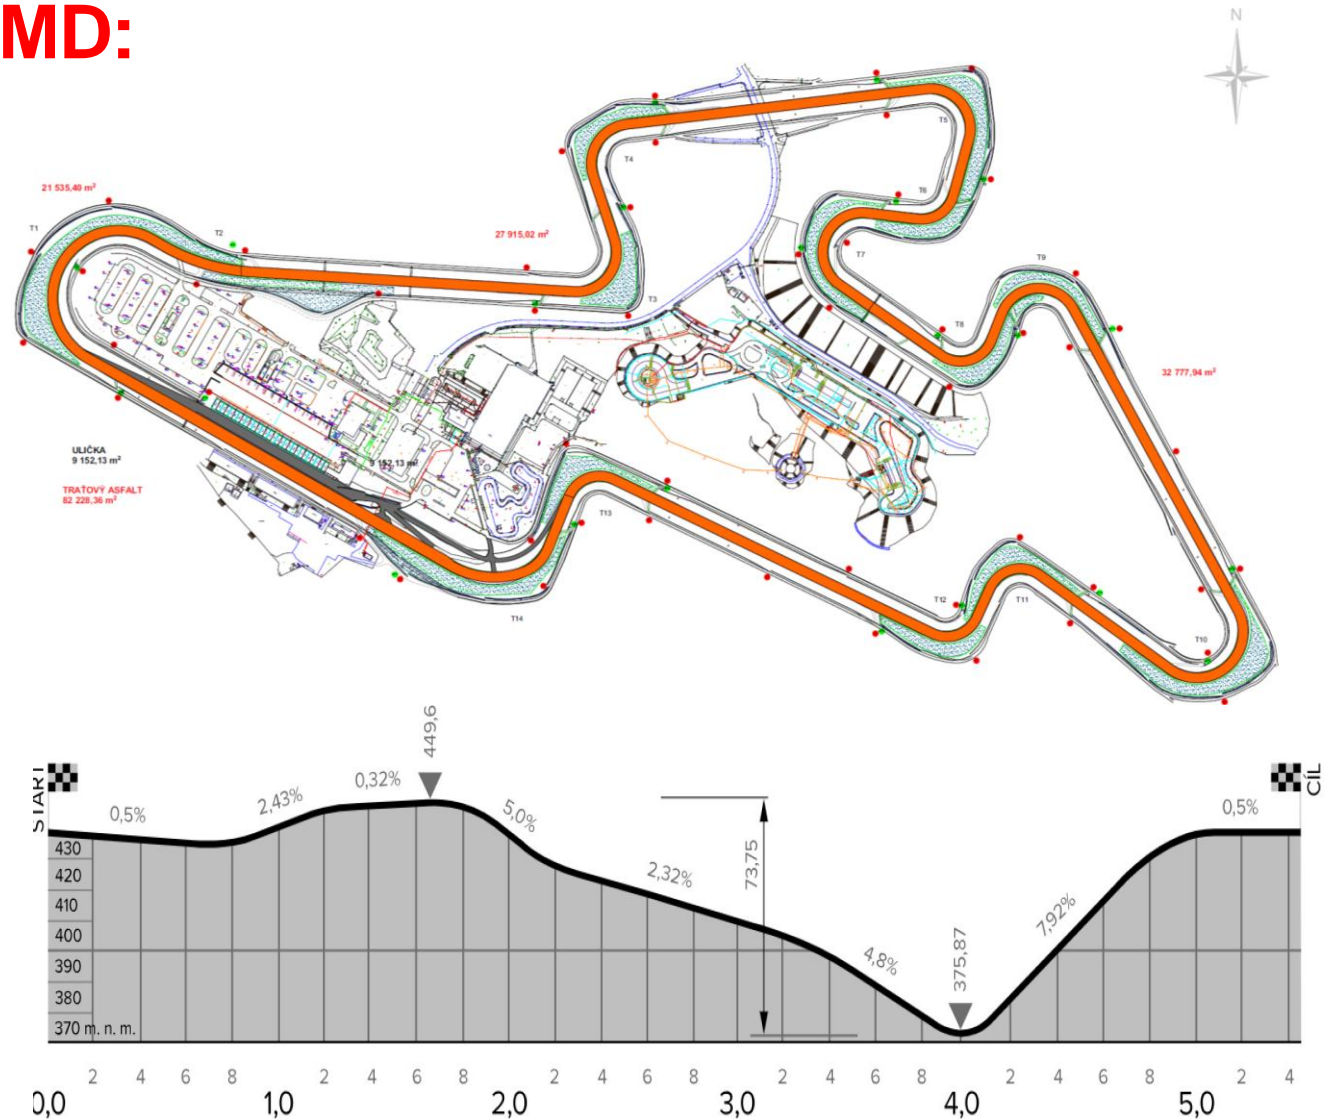 MD:
N
21 535,40 m²
T1
T2
27 915,02 m²
T3
T4
T5
T6
T7
T8
T9
32 777,94 m²
ULIČKA
9 152,13 m²
9 152,13 m²
TRAŤOVÝ ASFALT
82 228,36 m²
T13
T12
T11
T10
T14
START
0,5%
2,43%
0,32%
449,6
5,0%
2,32%
73,75
4,8%
375,87
7,92%
0,5%
CÍL
430
420
410
400
390
380
370 m. n. m.
2 4 6 8 2 4 6 8 2 4 6 8 2 4 6 8 2 4 6 8 2 4
0,0 1,0 2,0 3,0 4,0 5,0